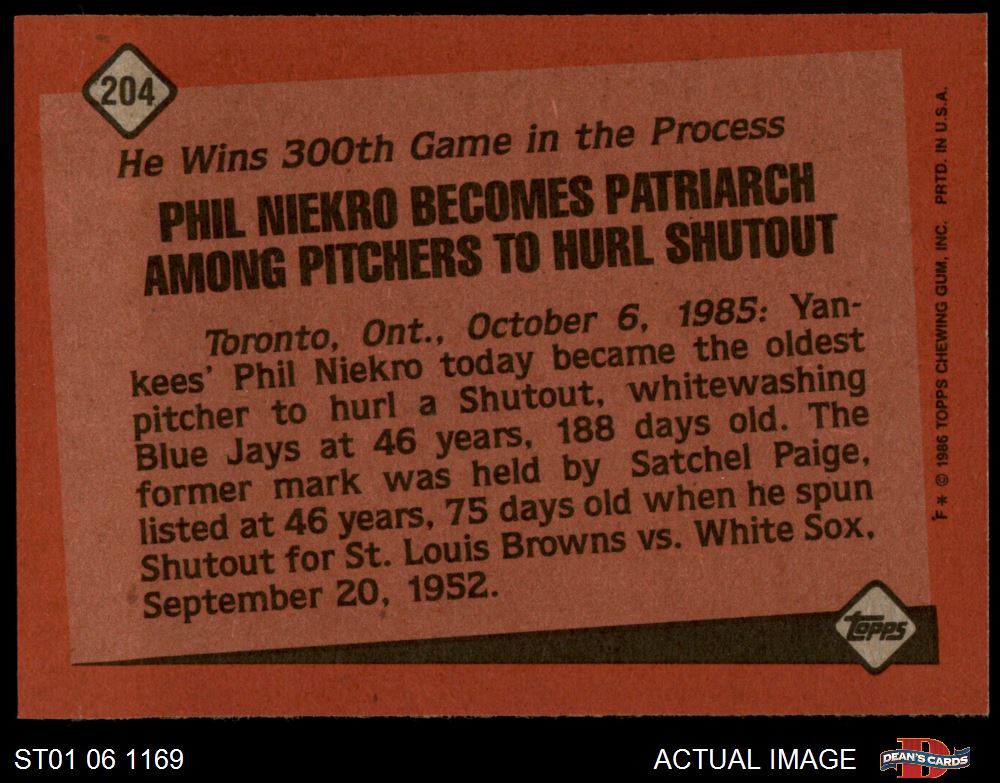 204
He Wins 300th Game in the Process
PHIL NIEKRO BECOMES PATRIARCH
AMONG PITCHERS TO HURL SHUTOUT
Toronto, Ont., October 6, 1985: Yan-
kees' Phil Niekro today became the oldest
pitcher to hurl a Shutout, whitewashing
Blue Jays at 46 years, 188 days old. The
former mark was held by Satchel Paige,
listed at 46 years, 75 days old when he spun
Shutout for St. Louis Browns vs. White Sox,
September 20, 1952.
F * © 1986 TOPPS CHEWING GUM, INC. PRTD. IN U.S.A.
topps
ST01 06 1169
ACTUAL IMAGE
D
DEAN'S CARDS